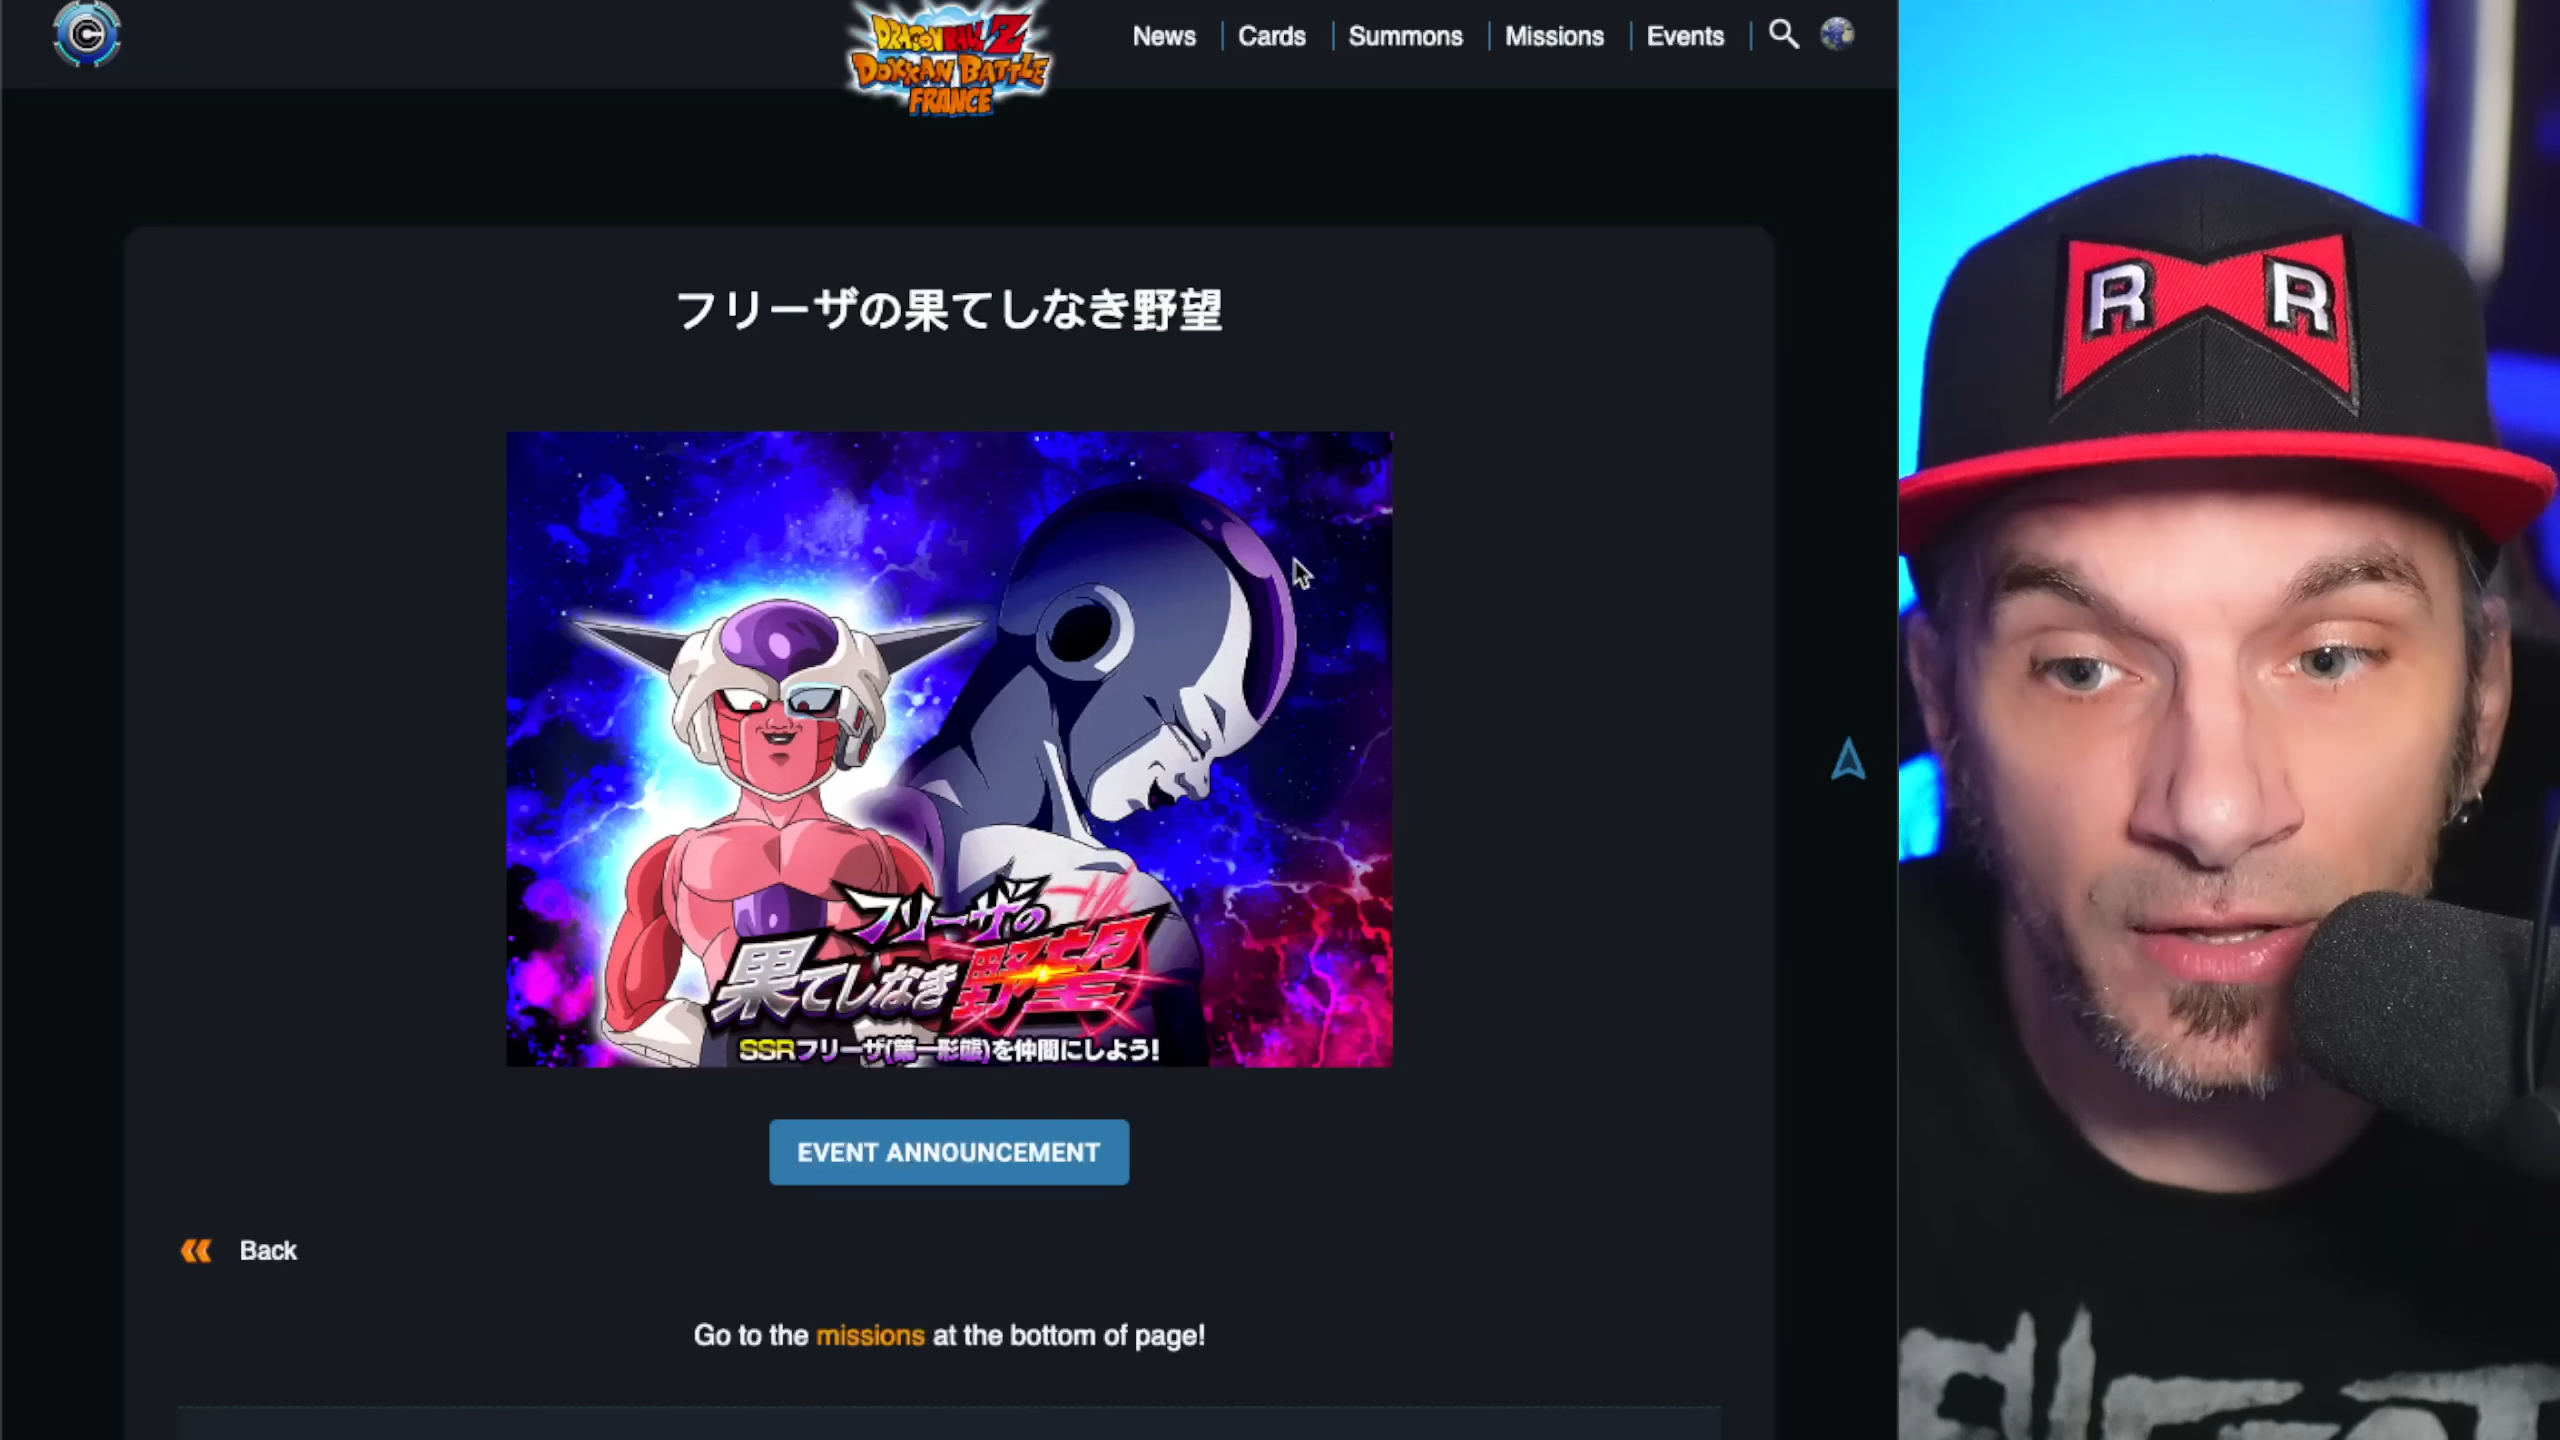 DRAGON BALL Z
DOKKAN BATTLE
FRANCE
News
Cards
Summons
Missions
Events
フリーザの果てしなき野望
フリーザの
果てしなき野望
SSRフリーザ(第一形態)を仲間にしよう!
EVENT ANNOUNCEMENT
Back
Go to the missions at the bottom of page!
R R